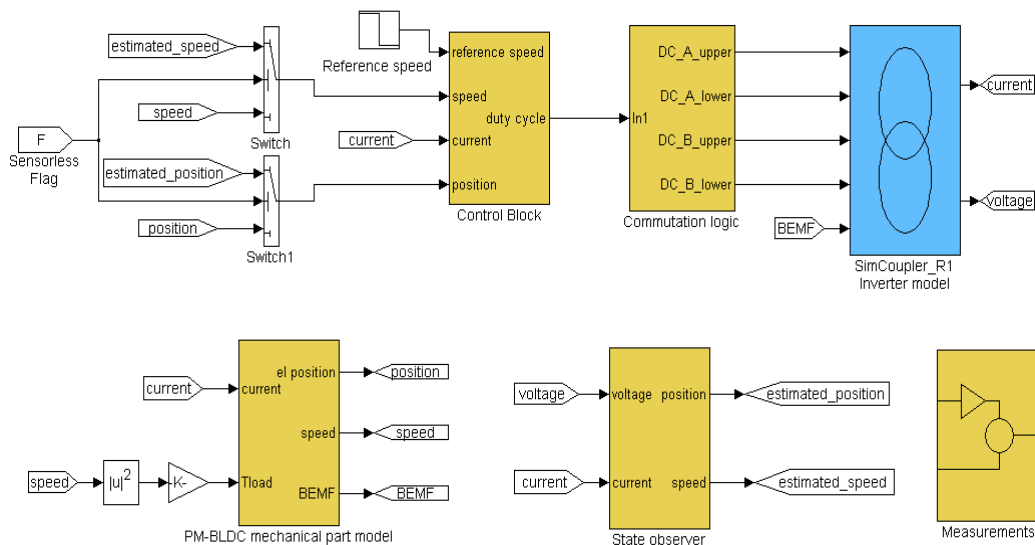 estimated_speed
speed
Switch
F
Sensorless
Flag
estimated_position
position
Switch1
Reference speed
current
reference speed
speed
duty cycle
current
position
Control Block
In1
DC_A_upper
DC_A_lower
DC_B_upper
DC_B_lower
Commutation logic
BEMF
SimCoupler_R1
Inverter model
current
voltage
current
speed
|u|²
-K-
el position
current
speed
Tload
BEMF
PM-BLDC mechanical part model
position
speed
BEMF
voltage
current
voltage position
current speed
State observer
estimated_position
estimated_speed
Measurements